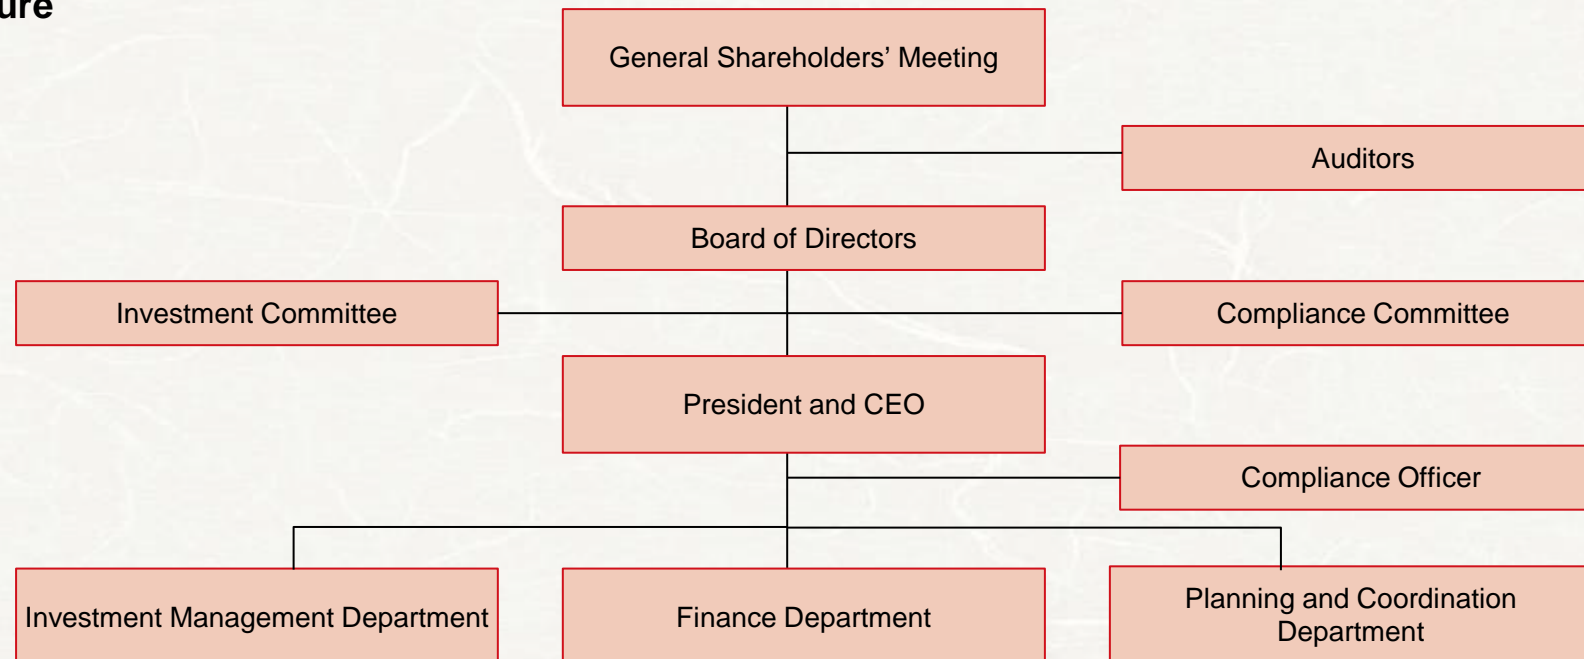 ure
General Shareholders’ Meeting
Auditors
Board of Directors
Investment Committee
Compliance Committee
President and CEO
Compliance Officer
Investment Management Department
Finance Department
Planning and Coordination
Department